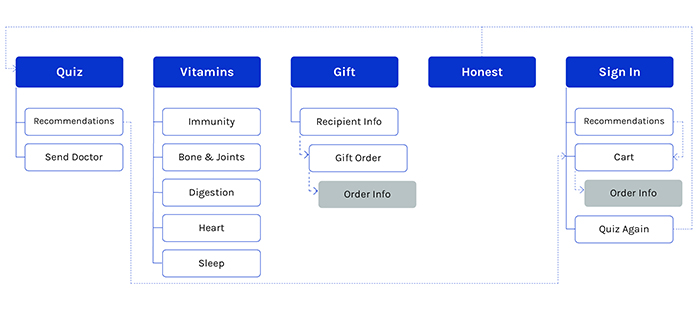 Quiz
Vitamins
Gift
Honest
Sign In
Recommendations
Immunity
Recipient Info
Recommendations
Send Doctor
Bone & Joints
Gift Order
Cart
Digestion
Order Info
Order Info
Heart
Quiz Again
Sleep